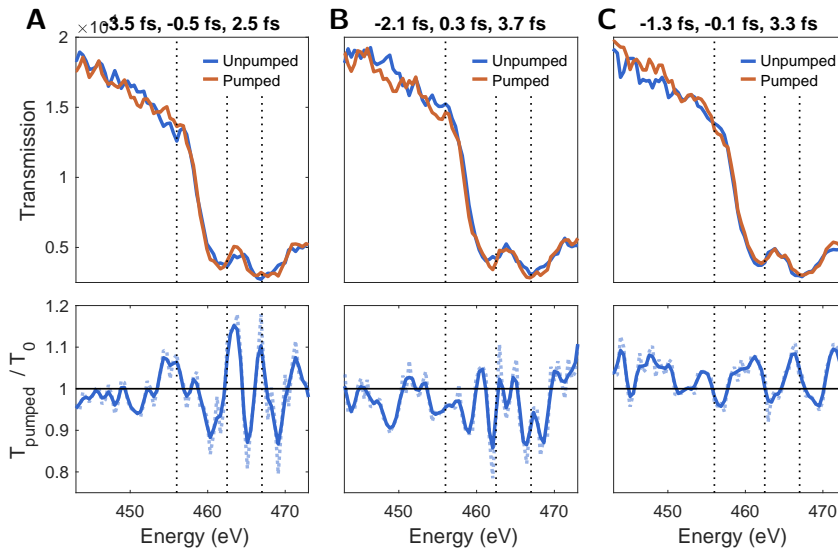 A
-3.5 fs, -0.5 fs, 2.5 fs
B
-2.1 fs, 0.3 fs, 3.7 fs
C
-1.3 fs, -0.1 fs, 3.3 fs
2
1.5
1
0.5
Transmission
Unpumped
Pumped
Unpumped
Pumped
Unpumped
Pumped
1.2
1.1
1
0.9
0.8
T_pumped / T_0
450 460 470
450 460 470
450 460 470
Energy (eV)
Energy (eV)
Energy (eV)